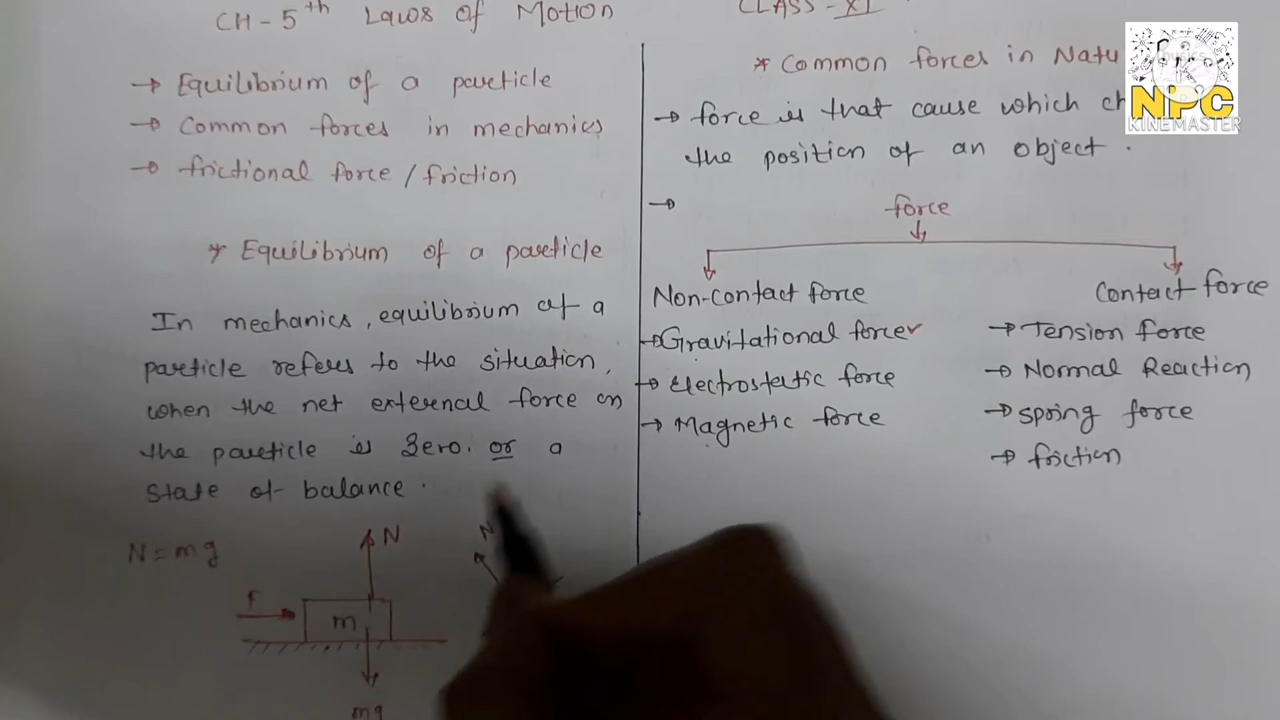 CH - 5th Laws of Motion
→ Equilibrium of a particle
→ Common forces in mechanics
→ frictional force / friction
* Equilibrium of a particle
In mechanics, equilibrium of a
particle refers to the situation,
when the net external force on
the particle is zero. or a
state of balance.
N = mg
N
F
m
mg
N
CLASS - XI
* Common forces in Natu
→ force is that cause which ch
the position of an object.
→ force
Non-contact force
→ Gravitational force
→ Electrostatic force
→ Magnetic force
Contact force
→ Tension force
→ Normal Reaction
→ spring force
→ friction
NPC
KINEMASTER